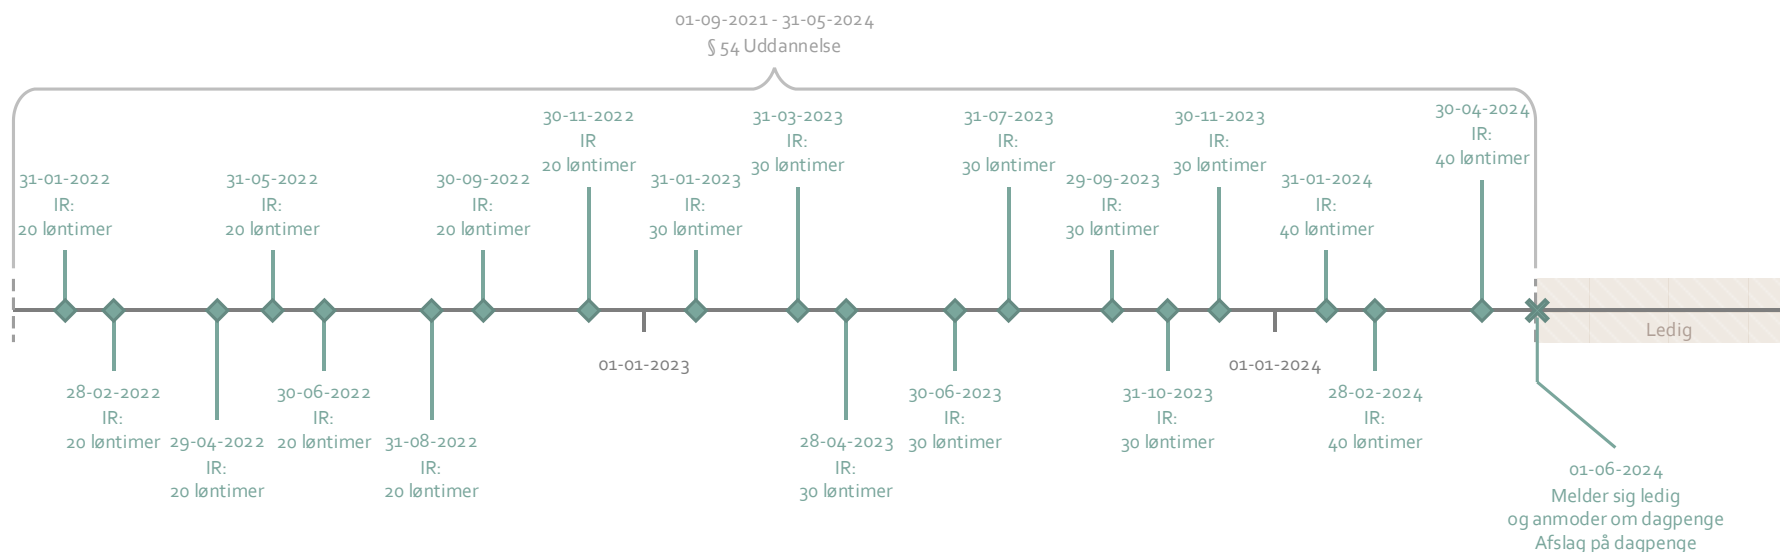 01-09-2021 - 31-05-2024
§ 54 Uddannelse
31-01-2022
IR:
20 løntimer
28-02-2022
IR:
20 løntimer
29-04-2022
IR:
20 løntimer
31-05-2022
IR:
20 løntimer
30-06-2022
IR:
20 løntimer
31-08-2022
IR:
20 løntimer
30-09-2022
IR:
20 løntimer
30-11-2022
IR
20 løntimer
01-01-2023
31-01-2023
IR:
30 løntimer
31-03-2023
IR:
30 løntimer
28-04-2023
IR:
30 løntimer
30-06-2023
IR:
30 løntimer
31-07-2023
IR:
30 løntimer
29-09-2023
IR:
30 løntimer
31-10-2023
IR:
30 løntimer
30-11-2023
IR:
30 løntimer
01-01-2024
31-01-2024
IR:
40 løntimer
28-02-2024
IR:
40 løntimer
30-04-2024
IR:
40 løntimer
Ledig
01-06-2024
Melder sig ledig
og anmoder om dagpenge
Afslag på dagpenge